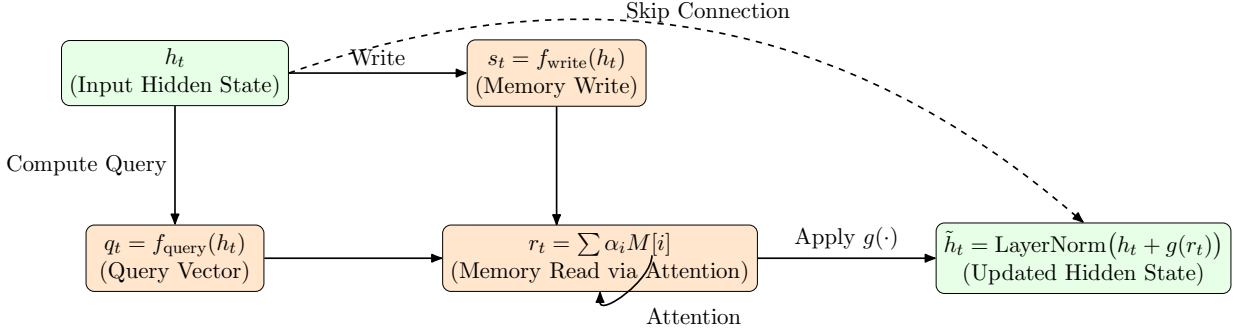 Skip Connection
h_t
(Input Hidden State)
Write
s_t = f_write(h_t)
(Memory Write)
Compute Query
q_t = f_query(h_t)
(Query Vector)
r_t = ∑ α_i M[i]
(Memory Read via Attention)
Attention
Apply g(·)
h̃_t = LayerNorm(h_t + g(r_t))
(Updated Hidden State)